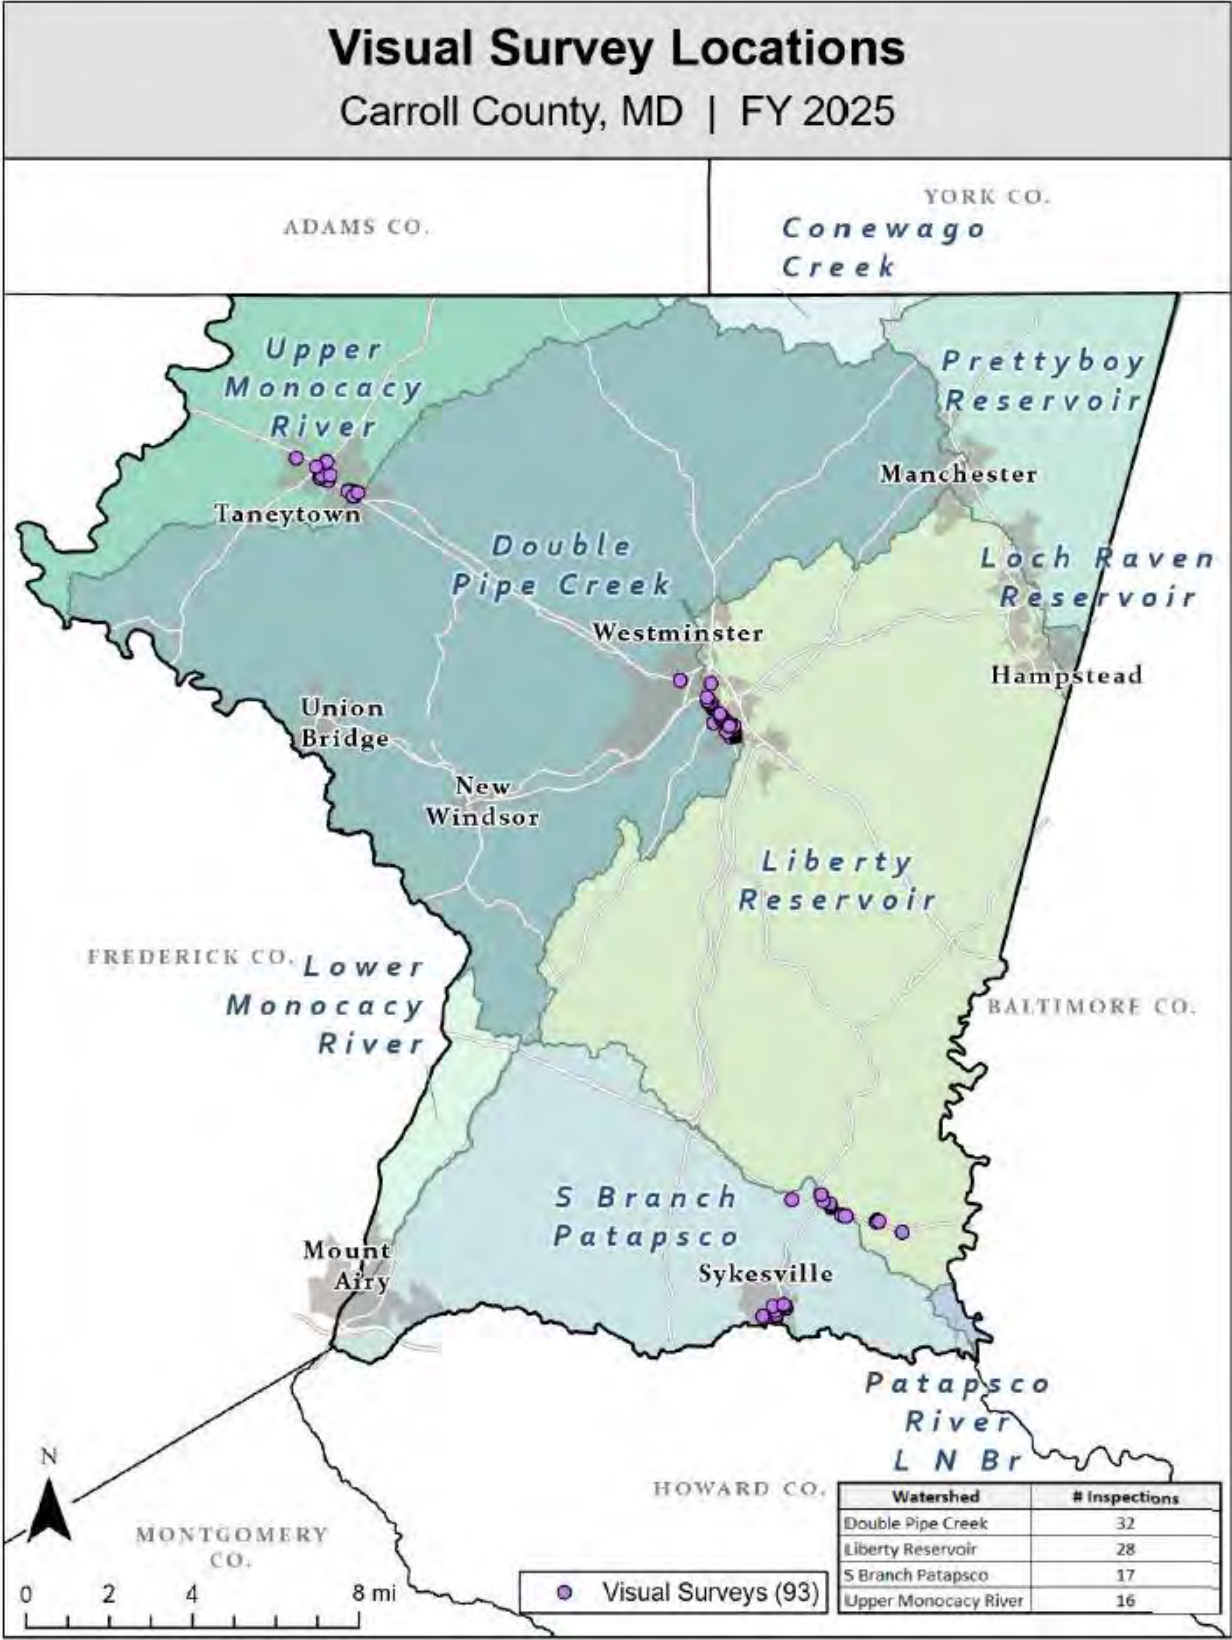 Visual Survey Locations
Carroll County, MD | FY 2025
YORK CO.
ADAMS CO.
Conewago
Creek
Upper
Monocacy
River
Prettyboy
Reservoir
Manchester
Taneytown
Double
Pipe Creek
Loch Raven
Reservoir
Westminster
Hampstead
Union
Bridge
New
Windsor
Liberty
Reservoir
FREDERICK CO.
Lower
Monocacy
River
BALTIMORE CO.
S Branch
Patapsco
Mount
Airy
Sykesville
Patapsco
River
L N Br
N
HOWARD CO.
MONTGOMERY
CO.
0 2 4 8 mi
Visual Surveys (93)
Watershed # Inspections
Double Pipe Creek 32
Liberty Reservoir 28
S Branch Patapsco 17
Upper Monocacy River 16